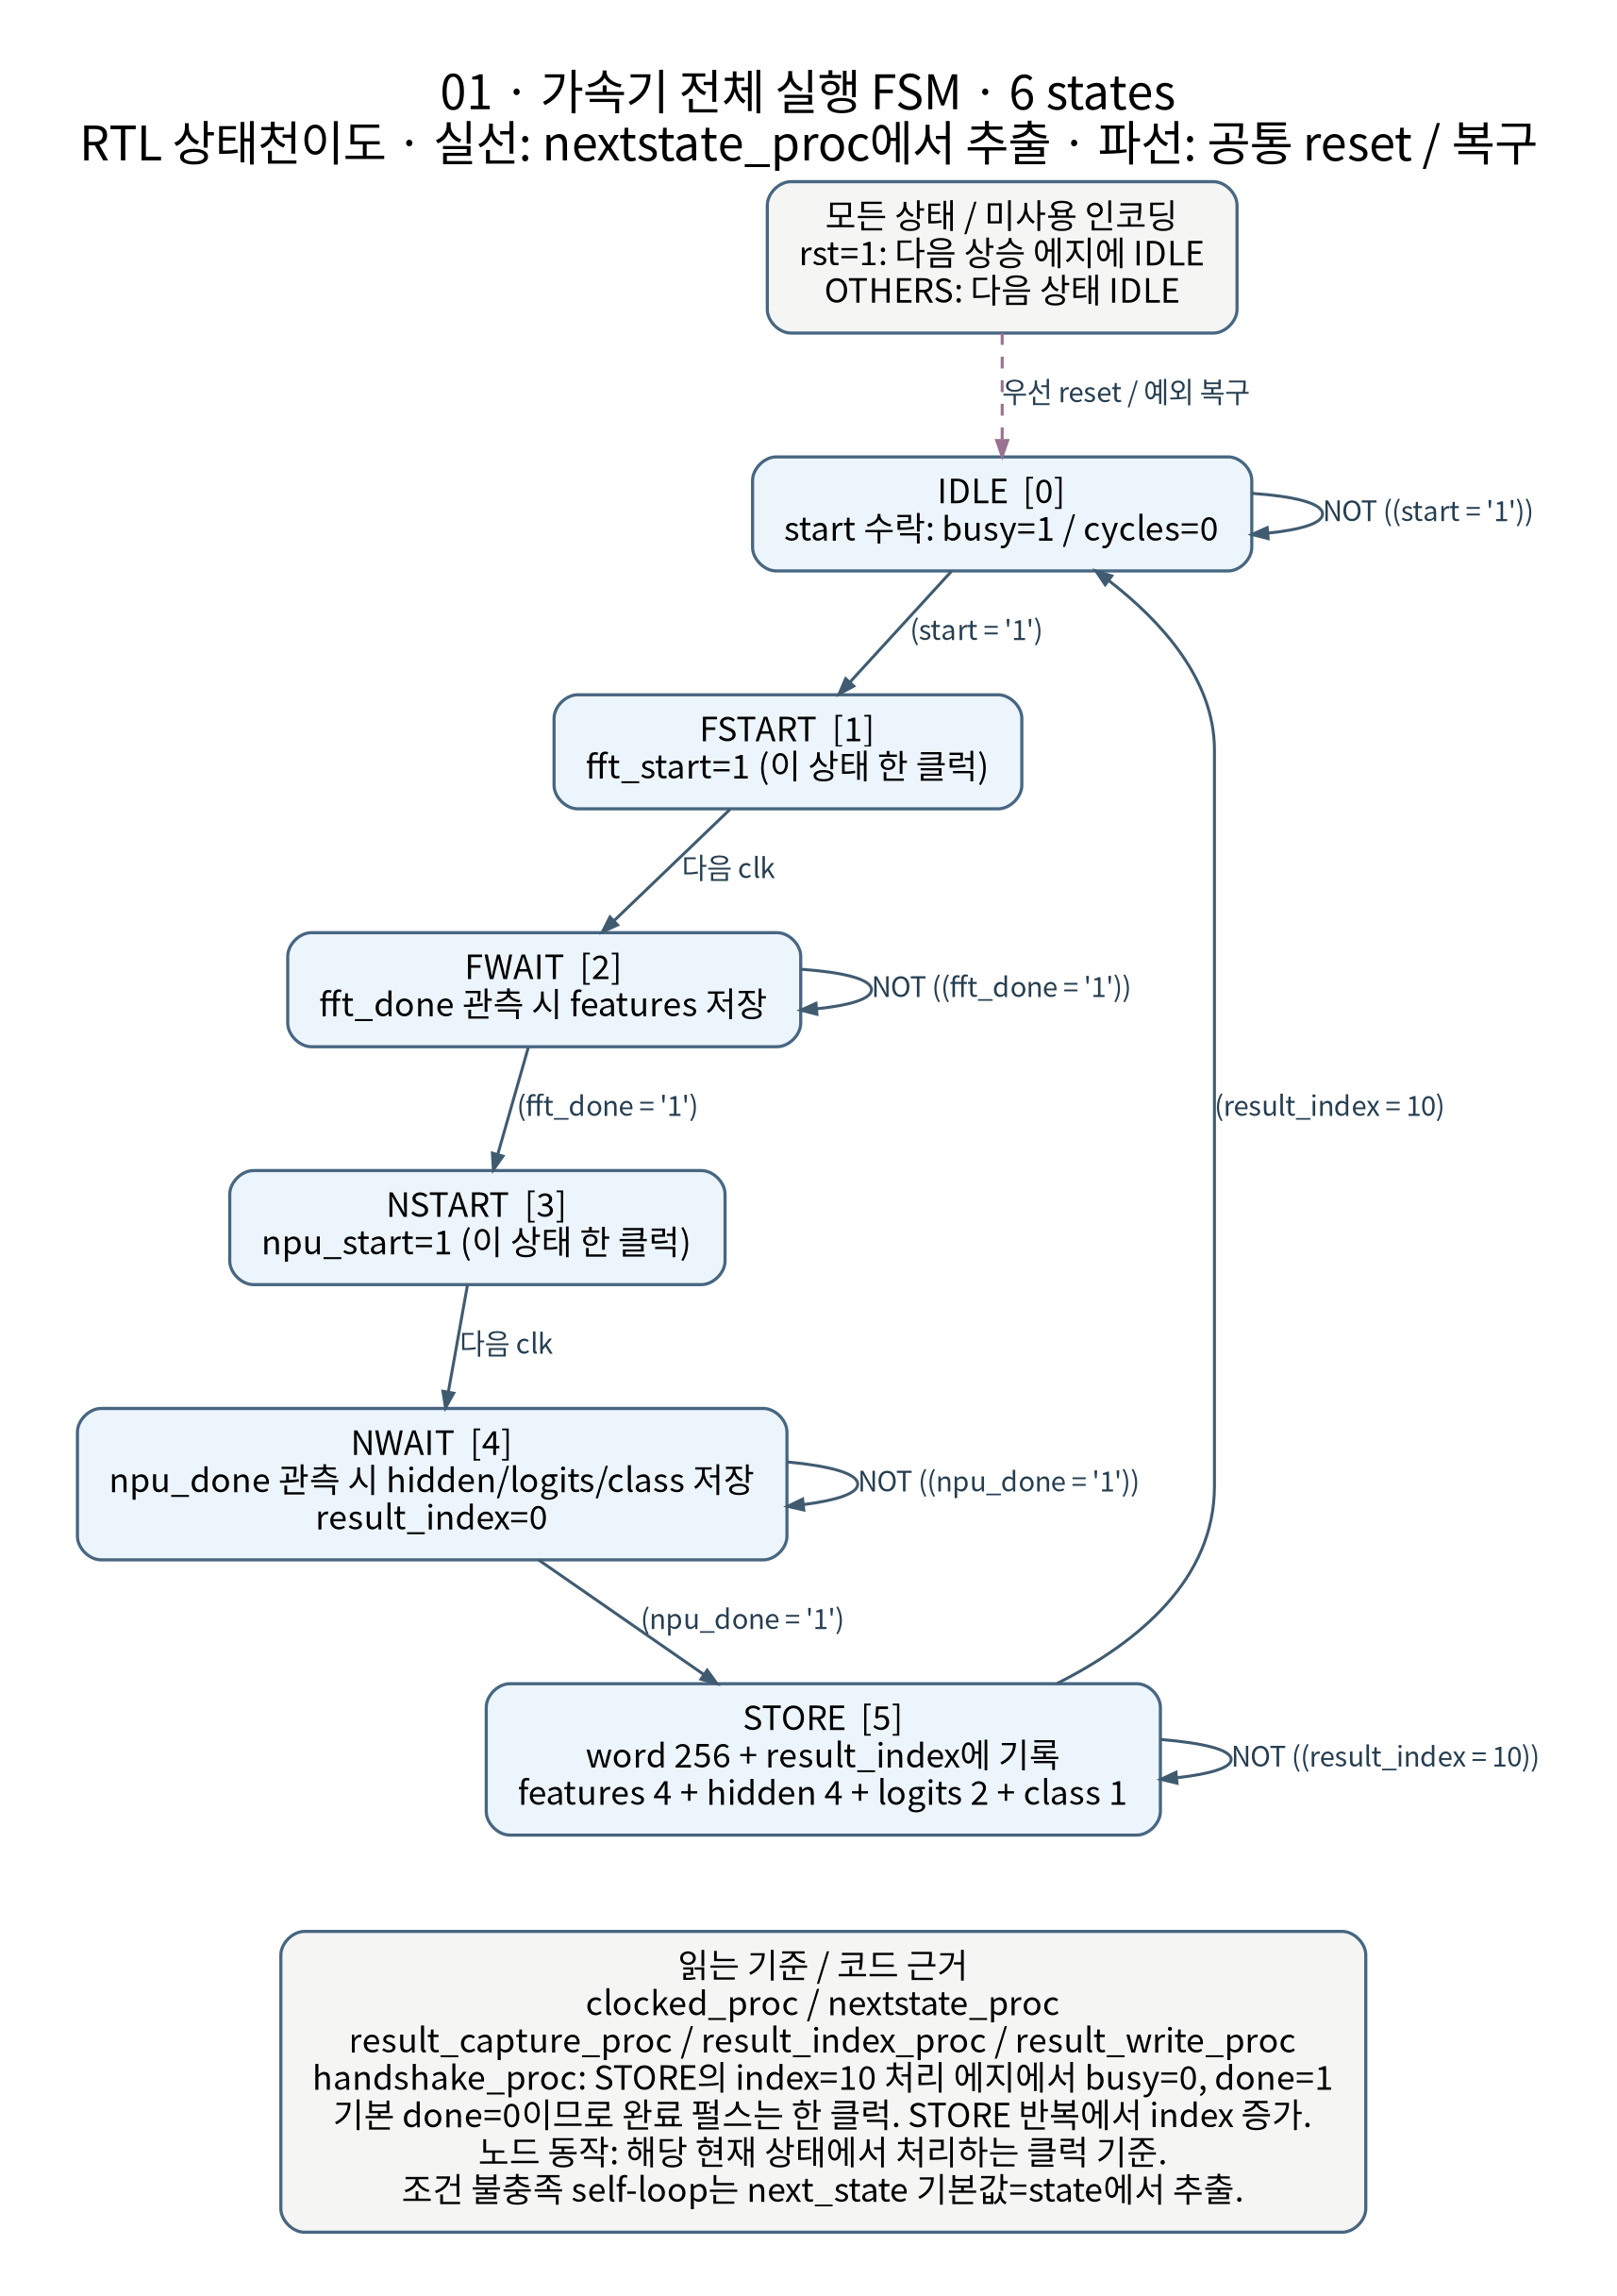 01 · 가속기 전체 실행 FSM · 6 states
RTL 상태천이도 · 실선: nextstate_proc에서 추출 · 파선: 공통 reset / 복구
모든 상태 / 미사용 인코딩
rst=1: 다음 상승 에지에 IDLE
OTHERS: 다음 상태 IDLE
우선 reset / 예외 복구
IDLE [0]
start 수락: busy=1 / cycles=0
NOT ((start = '1'))
(start = '1')
FSTART [1]
fft_start=1 (이 상태 한 클럭)
다음 clk
FWAIT [2]
fft_done 관측 시 features 저장
NOT ((fft_done = '1'))
(fft_done = '1')
(result_index = 10)
NSTART [3]
npu_start=1 (이 상태 한 클럭)
다음 clk
NWAIT [4]
npu_done 관측 시 hidden/logits/class 저장
result_index=0
NOT ((npu_done = '1'))
(npu_done = '1')
STORE [5]
word 256 + result_index에 기록
features 4 + hidden 4 + logits 2 + class 1
NOT ((result_index = 10))
읽는 기준 / 코드 근거
clocked_proc / nextstate_proc
result_capture_proc / result_index_proc / result_write_proc
handshake_proc: STORE의 index=10 처리 에지에서 busy=0, done=1
기본 done=0이므로 완료 펄스는 한 클럭. STORE 반복에서 index 증가.
노드 동작: 해당 현재 상태에서 처리하는 클럭 기준.
조건 불충족 self-loop는 next_state 기본값=state에서 추출.